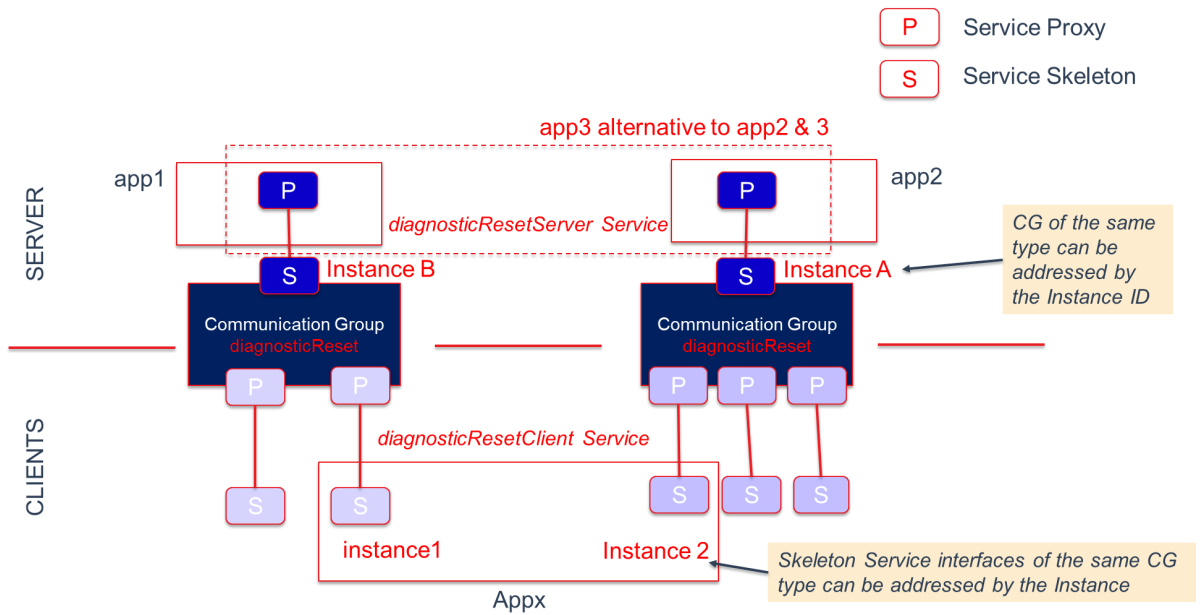 P Service Proxy
S Service Skeleton
app3 alternative to app2 & 3
app1
P
P
app2
diagnosticResetServer Service
SERVER
CG of the same
type can be
addressed by
the Instance ID
S Instance B
S Instance A
Communication Group
diagnosticReset
Communication Group
diagnosticReset
P P
P P P
CLIENTS
diagnosticResetClient Service
S S
S S S
instance1
Instance 2
Skeleton Service interfaces of the same CG
type can be addressed by the Instance
Appx